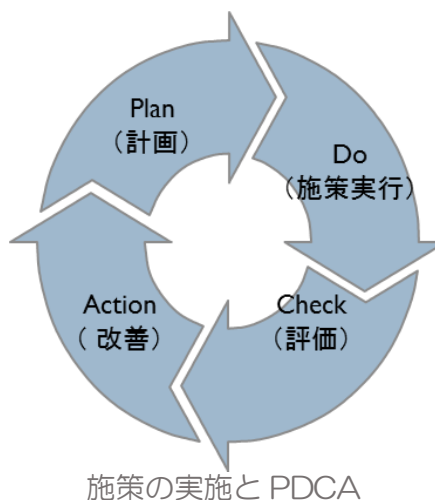 Plan
（計画）
Do
（施策実行）
Check
（評価）
Action
（ 改善）
施策の実施と PDCA